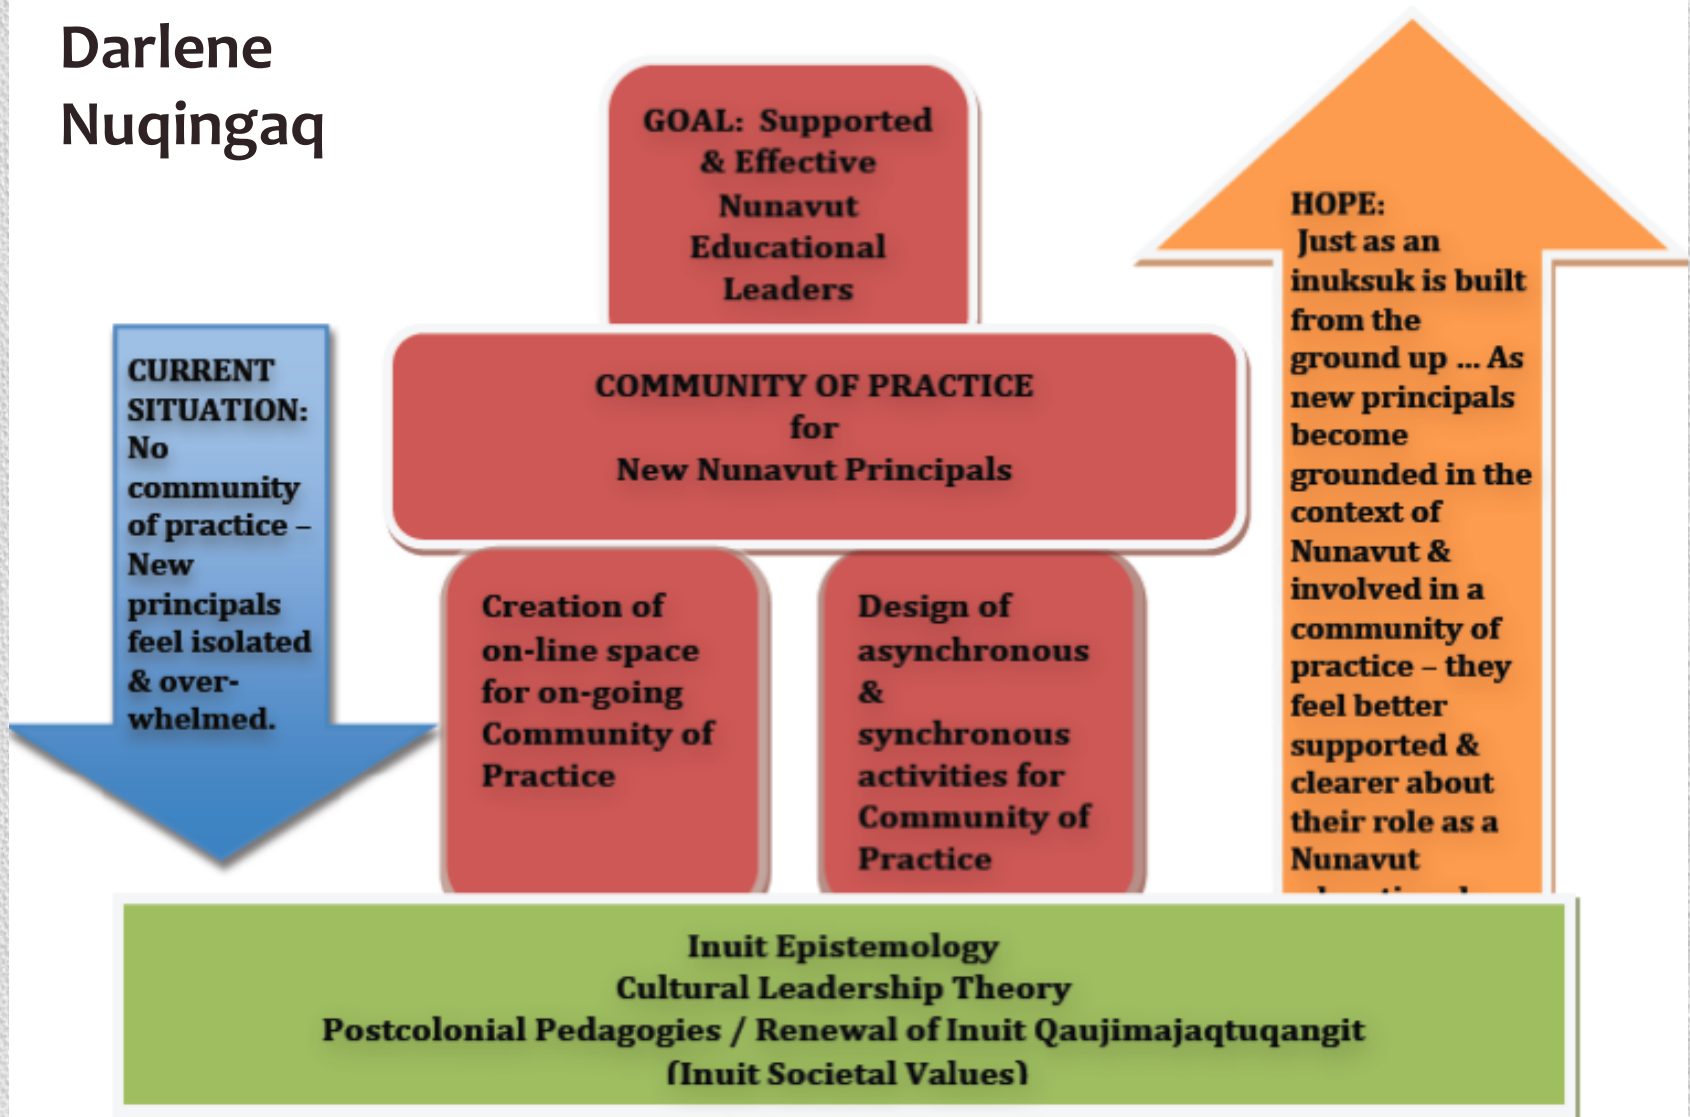 Darlene
Nuqingaq
GOAL: Supported
& Effective
Nunavut
Educational
Leaders
CURRENT
SITUATION:
No
community
of practice –
New
principals
feel isolated
& over-
whelmed.
COMMUNITY OF PRACTICE
for
New Nunavut Principals
Creation of
on-line space
for on-going
Community of
Practice
Design of
asynchronous
&
synchronous
activities for
Community of
Practice
HOPE:
Just as an
inuksuk is built
from the
ground up ... As
new principals
become
grounded in the
context of
Nunavut &
involved in a
community of
practice – they
feel better
supported &
clearer about
their role as a
Nunavut
Inuit Epistemology
Cultural Leadership Theory
Postcolonial Pedagogies / Renewal of Inuit Qaujimajaqtuqangit
(Inuit Societal Values)